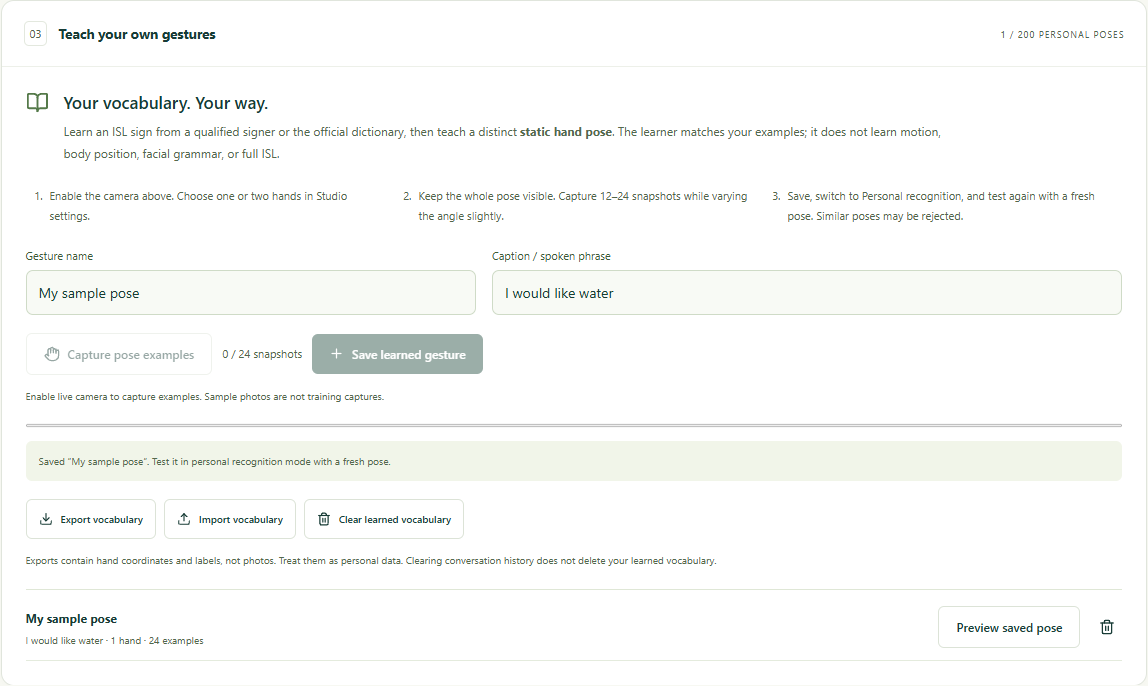 03 Teach your own gestures 1 / 200 PERSONAL POSES
Your vocabulary. Your way.
Learn an ISL sign from a qualified signer or the official dictionary, then teach a distinct static hand pose. The learner matches your examples; it does not learn motion,
body position, facial grammar, or full ISL.
1. Enable the camera above. Choose one or two hands in Studio
settings.
2. Keep the whole pose visible. Capture 12–24 snapshots while varying
the angle slightly.
3. Save, switch to Personal recognition, and test again with a fresh
pose. Similar poses may be rejected.
Gesture name
My sample pose
Caption / spoken phrase
I would like water
Capture pose examples 0 / 24 snapshots + Save learned gesture
Enable live camera to capture examples. Sample photos are not training captures.
Saved "My sample pose". Test it in personal recognition mode with a fresh pose.
Export vocabulary Import vocabulary Clear learned vocabulary
Exports contain hand coordinates and labels, not photos. Treat them as personal data. Clearing conversation history does not delete your learned vocabulary.
My sample pose
I would like water · 1 hand · 24 examples
Preview saved pose